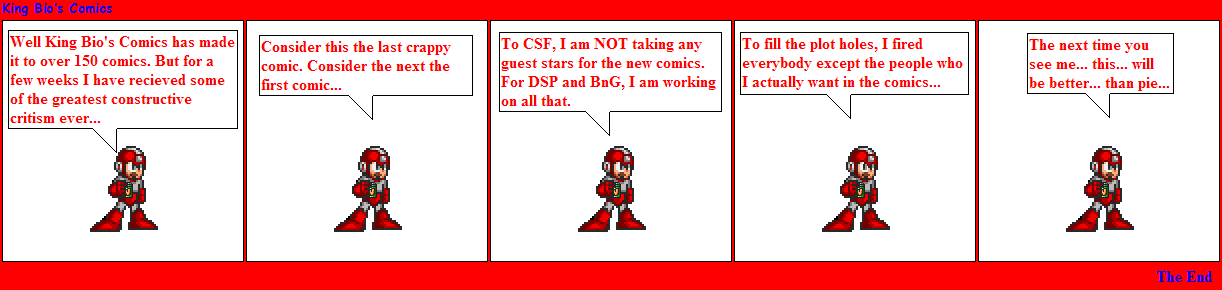 King Bio's Comics
Well King Bio's Comics has made
it to over 150 comics. But for a
few weeks I have recieved some
of the greatest constructive
critism ever...
Consider this the last crappy
comic. Consider the next the
first comic...
To CSF, I am NOT taking any
guest stars for the new comics.
For DSP and BnG, I am working
on all that.
To fill the plot holes, I fired
everybody except the people who
I actually want in the comics...
The next time you
see me... this... will
be better... than pie...
The End